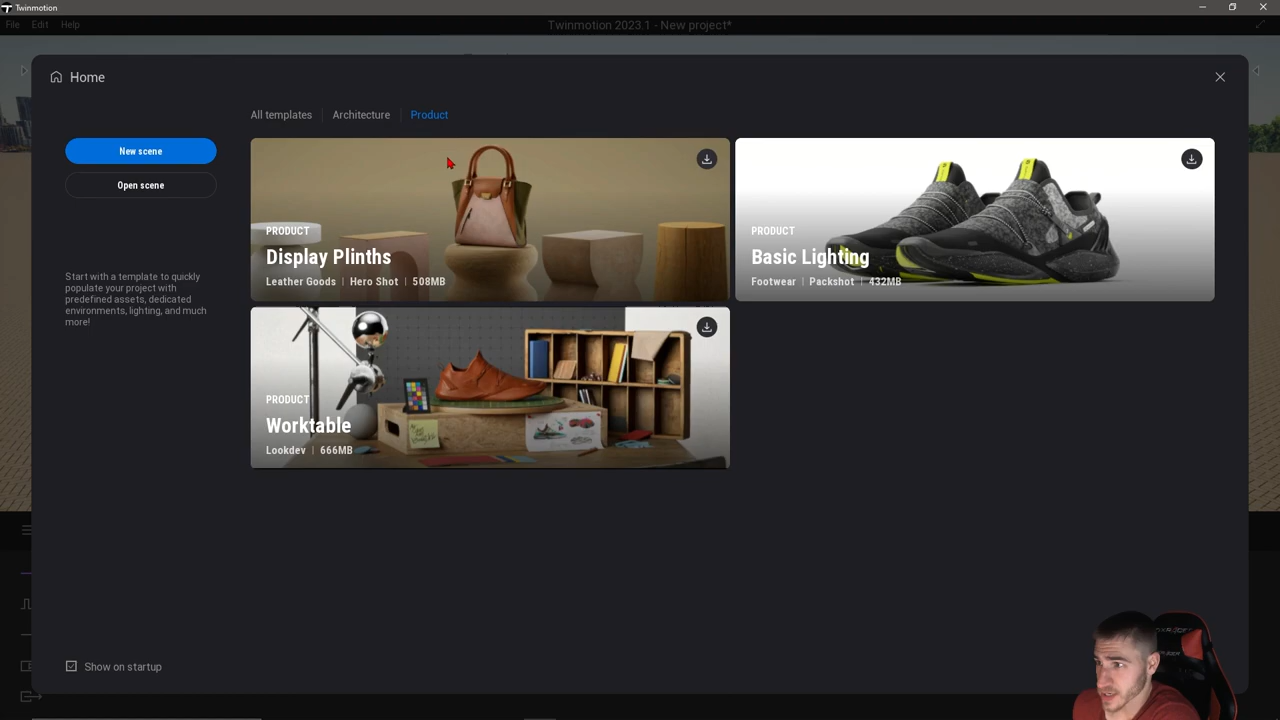 Twinmotion
File Edit Help
Twinmotion 2023.1 - New project*
Home
All templates | Architecture | Product
New scene
Open scene
Start with a template to quickly
populate your project with
predefined assets, dedicated
environments, lighting, and much
more!
PRODUCT
Display Plinths
Leather Goods | Hero Shot | 508MB
PRODUCT
Basic Lighting
Footwear | Packshot | 432MB
PRODUCT
Worktable
Lookdev | 666MB
Show on startup